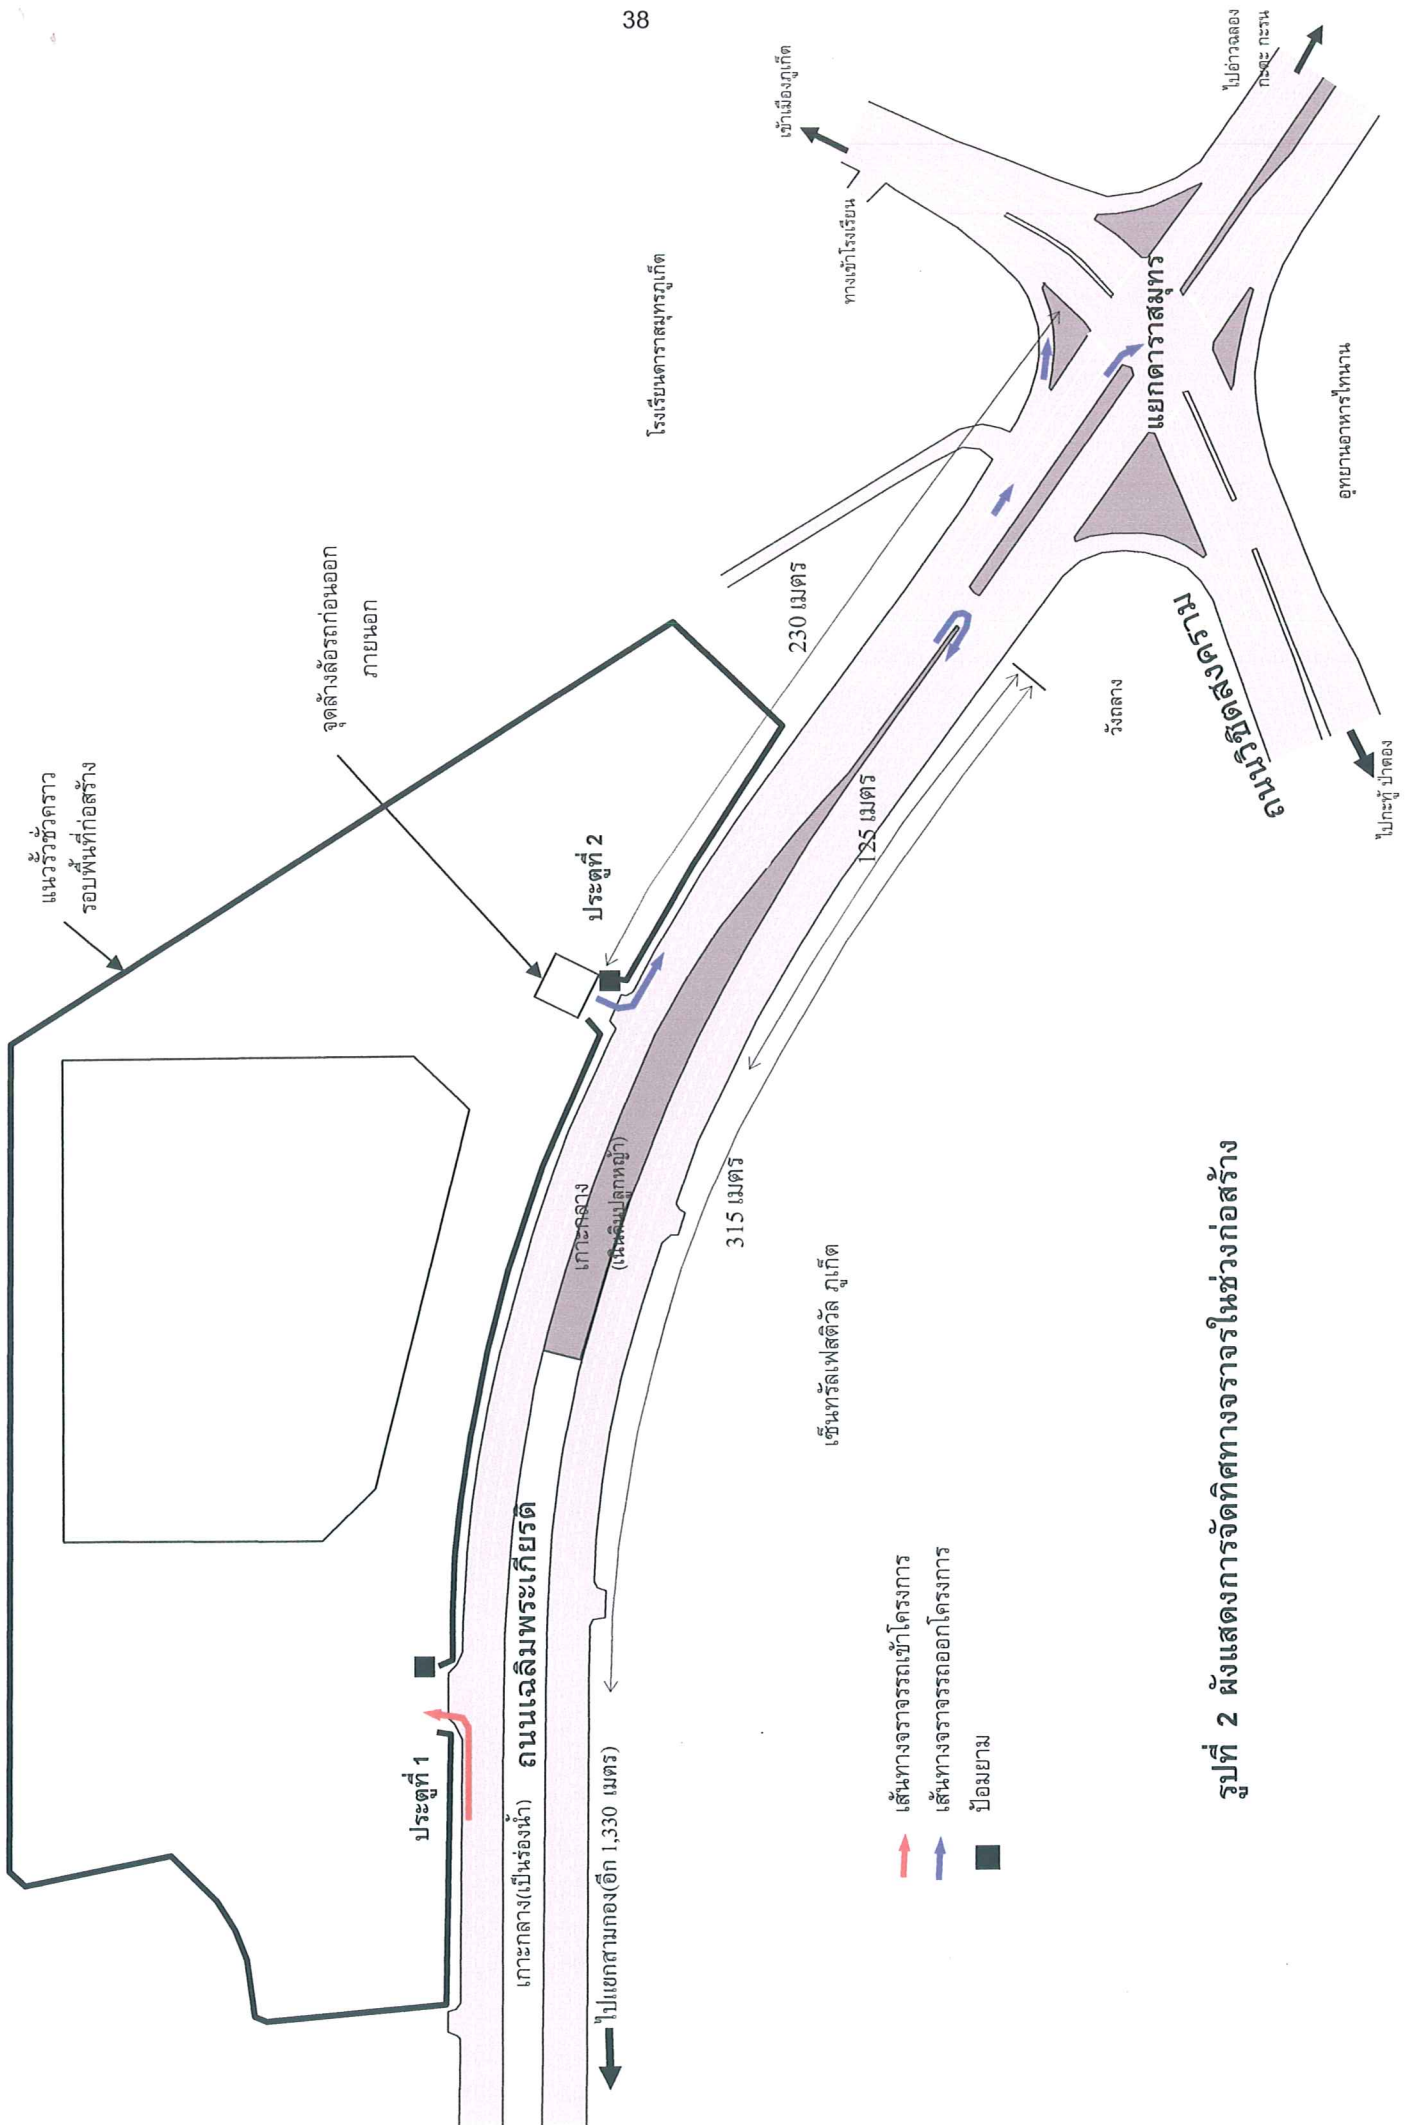 38
แนวรั้วชั่วคราว
รอบพื้นที่ก่อสร้าง
จุดล้างล้อรถก่อนออก
ภายนอก
โรงเรียนดาราสมุทรภูเก็ต
เข้าเมืองภูเก็ต
ทางเข้าโรงเรียน
ไปอ่าวฉลอง
กะตะ กะรน
ประตูที่ 2
230 เมตร
แยกดาราสมุทร
ประตูที่ 1
ถนนเฉลิมพระเกียรติ
เกาะกลาง(เป็นร่องน้ำ)
เกาะกลาง
(เนินดินปลูกหญ้า)
125 เมตร
315 เมตร
ไปแยกสามกอง(อีก 1,330 เมตร)
เซ็นทรัลเฟสติวัล ภูเก็ต
วังถลาง
ถนนวิชิตสงคราม
อุทยานอาหารไทนาน
ไปกะทู้ ป่าตอง
เส้นทางจราจรรถเข้าโครงการ
เส้นทางจราจรรถออกโครงการ
ป้อมยาม
รูปที่ 2 ผังแสดงการจัดทิศทางจราจรในช่วงก่อสร้าง